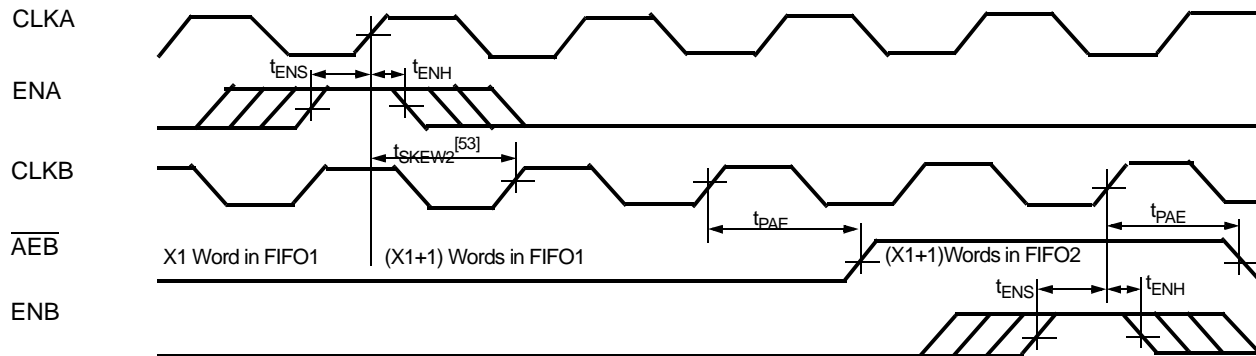 CLKA
tENS tENH
ENA
tSKEW2[53]
CLKB
tPAE tPAE
AEB
X1 Word in FIFO1 (X1+1) Words in FIFO1 (X1+1)Words in FIFO2
tENS tENH
ENB